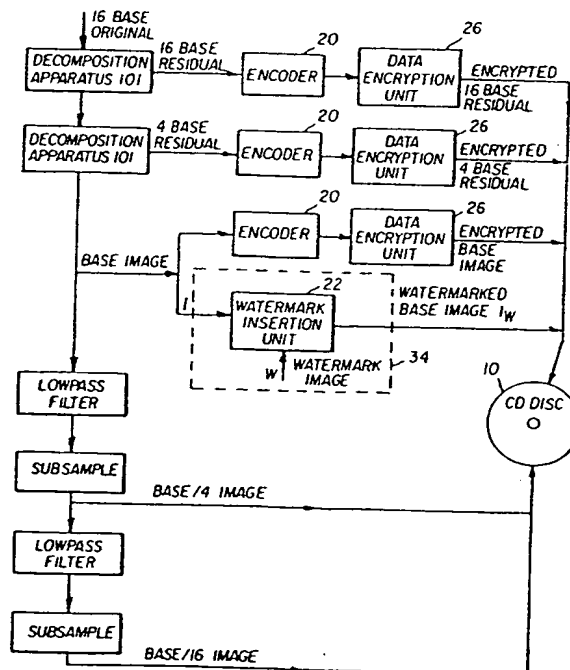 16 BASE
ORIGINAL
DECOMPOSITION
APPARATUS 101
16 BASE
RESIDUAL
20
ENCODER
26
DATA
ENCRYPTION
UNIT
ENCRYPTED
16 BASE
RESIDUAL
DECOMPOSITION
APPARATUS 101
4 BASE
RESIDUAL
20
ENCODER
26
DATA
ENCRYPTION
UNIT
ENCRYPTED
4 BASE
RESIDUAL
BASE IMAGE
20
ENCODER
26
DATA
ENCRYPTION
UNIT
ENCRYPTED
BASE
IMAGE
I
22
WATERMARK
INSERTION
UNIT
WATERMARKED
BASE IMAGE IW
W
WATERMARK
IMAGE
34
10
CD DISC
LOWPASS
FILTER
SUBSAMPLE
BASE/4 IMAGE
LOWPASS
FILTER
SUBSAMPLE
BASE/16 IMAGE